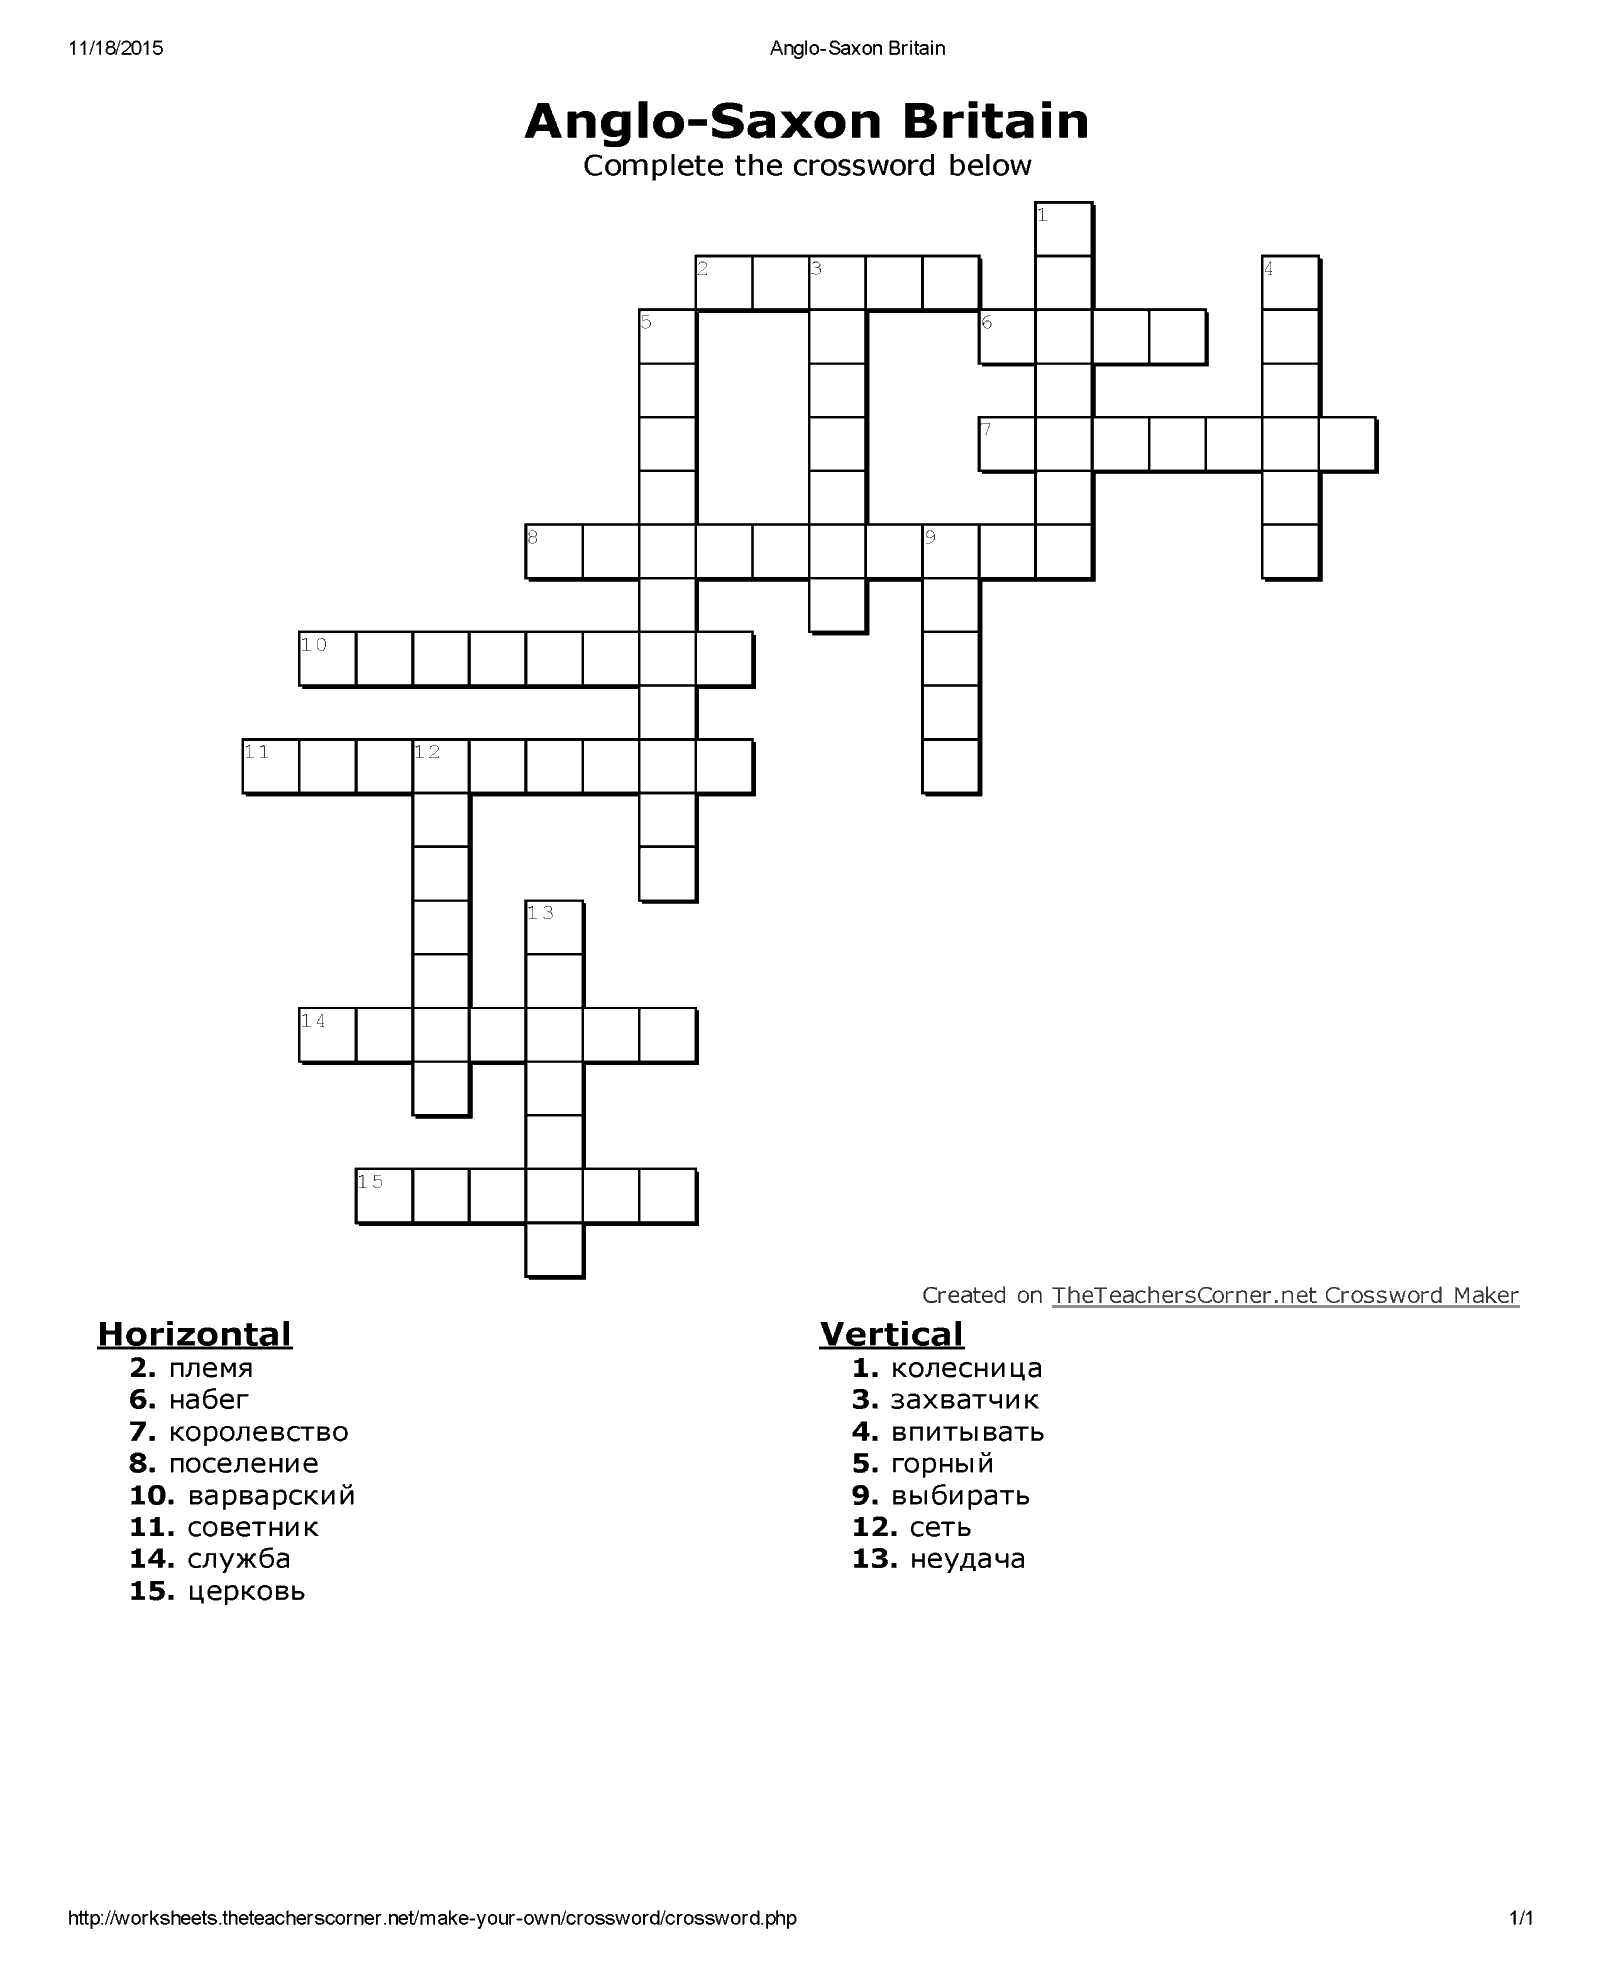 11/18/2015 Anglo-Saxon Britain
Anglo-Saxon Britain
Complete the crossword below
1
2 3 4
5 6
7
8 9
10
11 12
13
14
15
Created on TheTeachersCorner.net Crossword Maker
Horizontal
2. племя
6. набег
7. королевство
8. поселение
10. варварский
11. советник
14. служба
15. церковь
Vertical
1. колесница
3. захватчик
4. впитывать
5. горный
9. выбирать
12. сеть
13. неудача
http://worksheets.theteacherscorner.net/make-your-own/crossword/crossword.php 1/1